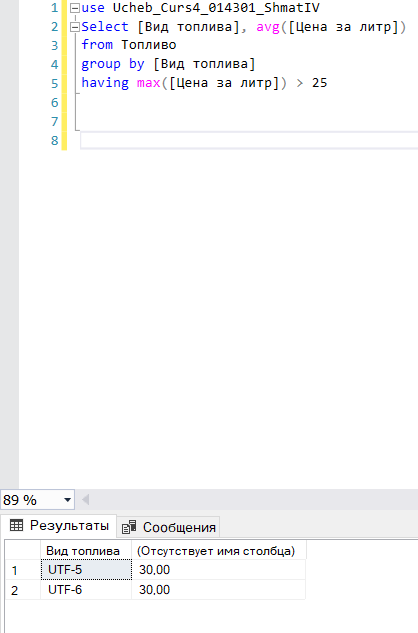 1 use Ucheb_Curs4_014301_ShmatIV
2 Select [Вид топлива], avg([Цена за литр])
3 from Топливо
4 group by [Вид топлива]
5 having max([Цена за литр]) > 25
6
7
8
89 %
Результаты Сообщения
Вид топлива (Отсутствует имя столбца)
1 UTF-5 30,00
2 UTF-6 30,00